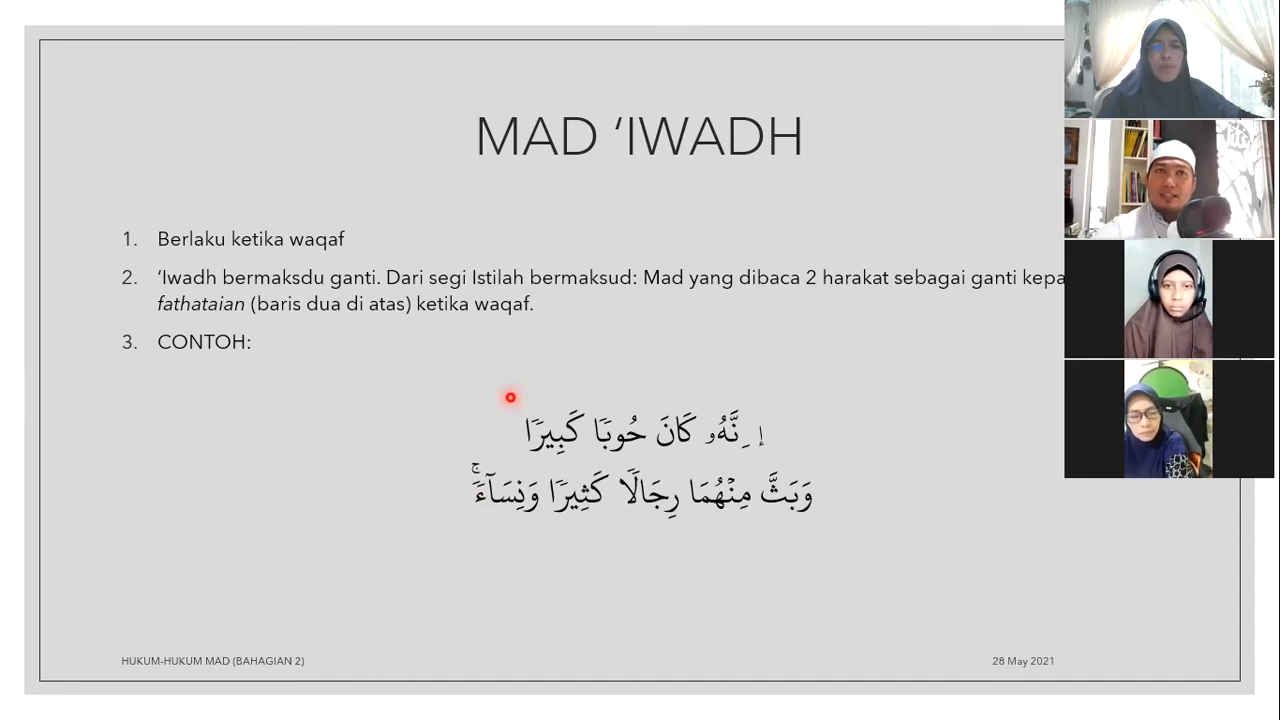 MAD ‘IWADH
1. Berlaku ketika waqaf
2. ‘Iwadh bermaksdu ganti. Dari segi Istilah bermaksud: Mad yang dibaca 2 harakat sebagai ganti kepa
fathataian (baris dua di atas) ketika waqaf.
3. CONTOH:
إِنَّهُۥ كَانَ حُوبٗا كَبِيرٗا
وَبَثَّ مِنۡهُمَا رِجَالٗا كَثِيرٗا وَنِسَآءٗۚ
HUKUM-HUKUM MAD (BAHAGIAN 2)
28 May 2021